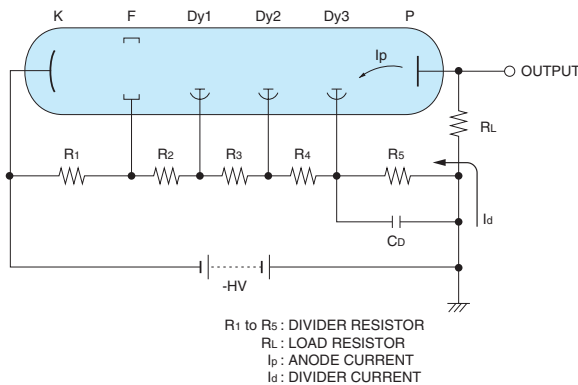 K F Dy1 Dy2 Dy3 P
Ip
OUTPUT
RL
R1 R2 R3 R4 R5
Id
CD
-HV
R1 to R5 : DIVIDER RESISTOR
RL : LOAD RESISTOR
Ip : ANODE CURRENT
Id : DIVIDER CURRENT